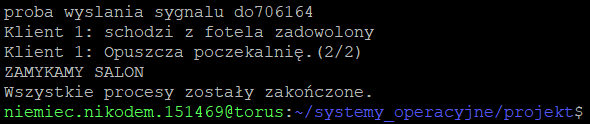 proba wyslania sygnalu do706164
Klient 1: schodzi z fotela zadowolony
Klient 1: Opuszcza poczekalnię.(2/2)
ZAMYKAMY SALON
Wszystkie procesy zostały zakończone.
niemiec.nikodem.151469@torus:~/systemy_operacyjne/projekt$